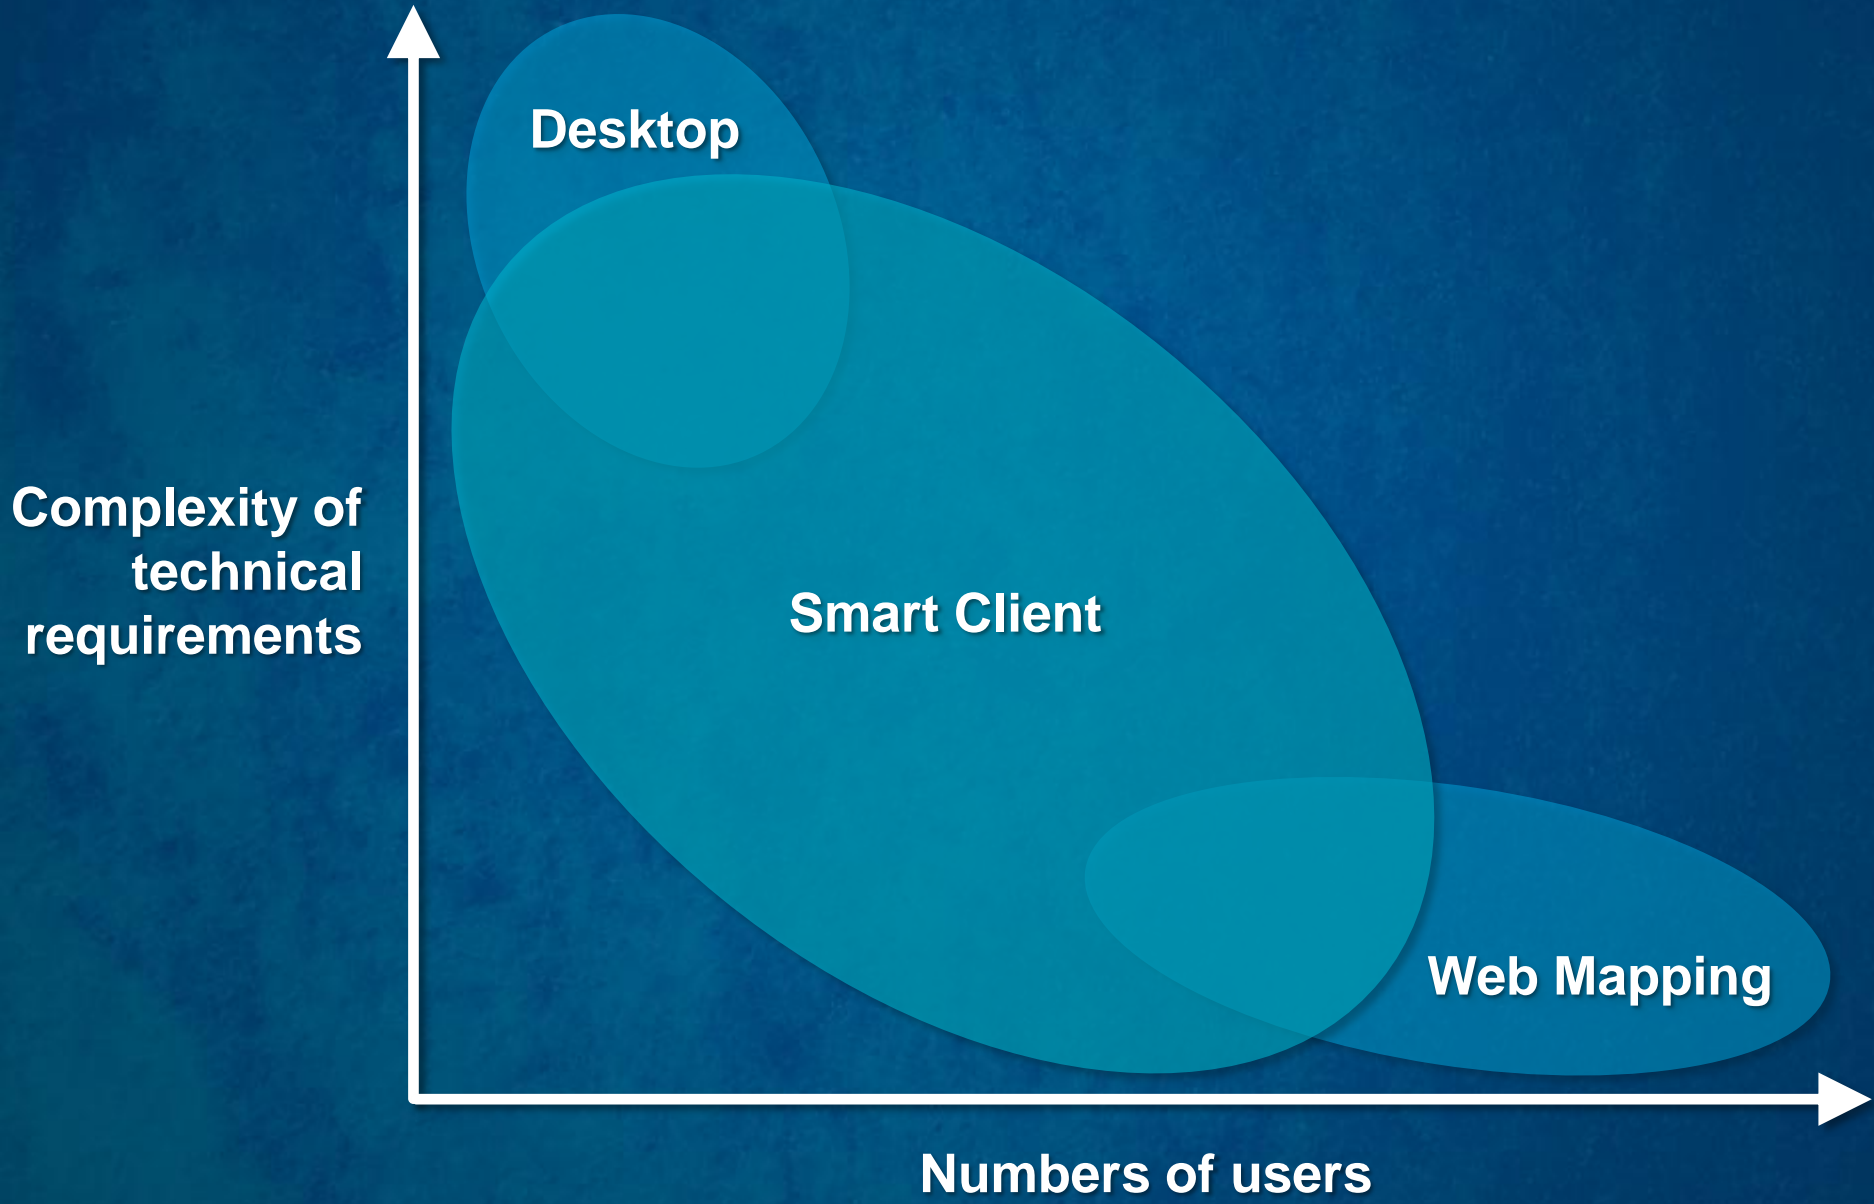 Desktop
Complexity of
technical
requirements
Smart Client
Web Mapping
Numbers of users